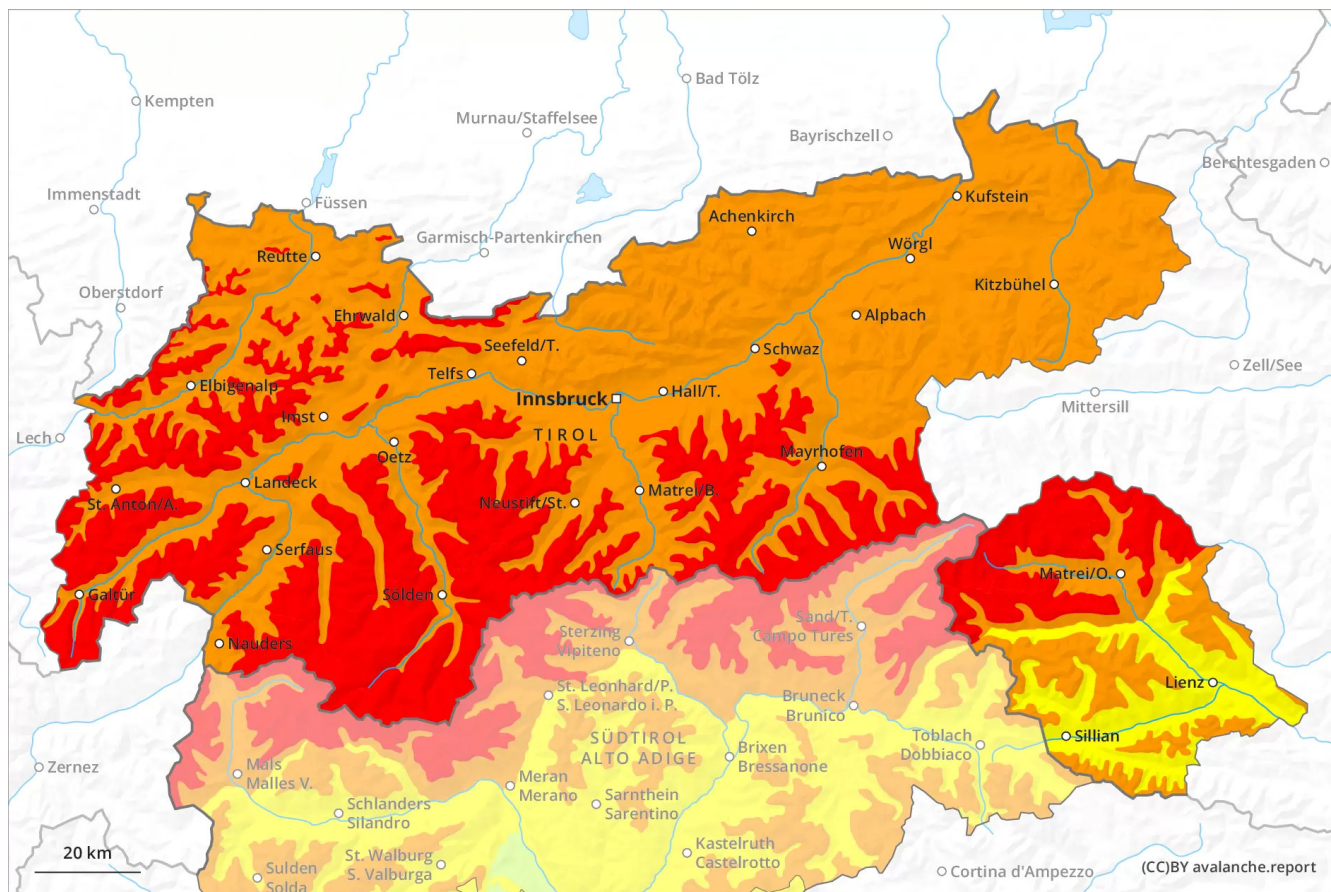 Bad Tölz
Kempten
Murnau/Staffelsee
Bayrischzell
Berchtesgaden
Immenstadt
Füssen
Kufstein
Achenkirch
Garmisch-Partenkirchen
Wörgl
Reutte
Kitzbühel
Oberstdorf
Ehrwald
Alpbach
Seefeld/T.
Schwaz
Zell/See
Telfs
Elbigenalp
Hall/T.
Innsbruck
Mittersill
Imst
Lech
TIROL
Oetz
Mayrhofen
Landeck
St. Anton/A.
Matrei/B.
Neustift/St.
Serfaus
Matrei/O.
Galtür
Sölden
Sand/T.
Campo Tures
Sterzing
Vipiteno
Nauders
Lienz
St. Leonhard/P.
S. Leonardo i. P.
Bruneck
Brunico
SÜDTIROL
ALTO ADIGE
Toblach
Dobbiaco
Sillian
Brixen
Bressanone
Zernez
Mals
Malles V.
Meran
Merano
Sarnthein
Sarentino
Schlanders
Silandro
Kastelruth
Castelrotto
20 km
St. Walburg
S. Valburga
Sulden
Solda
Cortina d'Ampezzo
(CC)BY avalanche.report